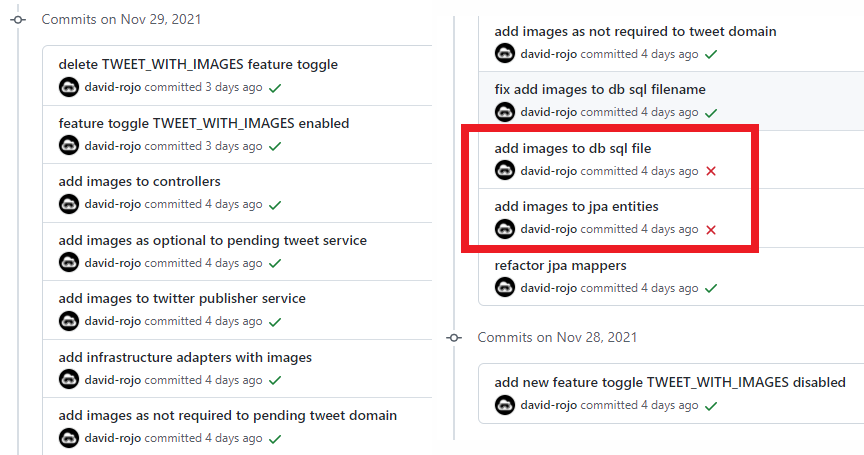 Commits on Nov 29, 2021
delete TWEET_WITH_IMAGES feature toggle
david-rojo committed 3 days ago
feature toggle TWEET_WITH_IMAGES enabled
david-rojo committed 4 days ago
add images to controllers
david-rojo committed 4 days ago
add images as optional to pending tweet service
david-rojo committed 4 days ago
add images to twitter publisher service
david-rojo committed 4 days ago
add infrastructure adapters with images
david-rojo committed 4 days ago
add images as not required to pending tweet domain
david-rojo committed 4 days ago
add images as not required to tweet domain
david-rojo committed 4 days ago
fix add images to db sql filename
david-rojo committed 4 days ago
add images to db sql file
david-rojo committed 4 days ago
add images to jpa entities
david-rojo committed 4 days ago
refactor jpa mappers
david-rojo committed 4 days ago
Commits on Nov 28, 2021
add new feature toggle TWEET_WITH_IMAGES disabled
david-rojo committed 4 days ago